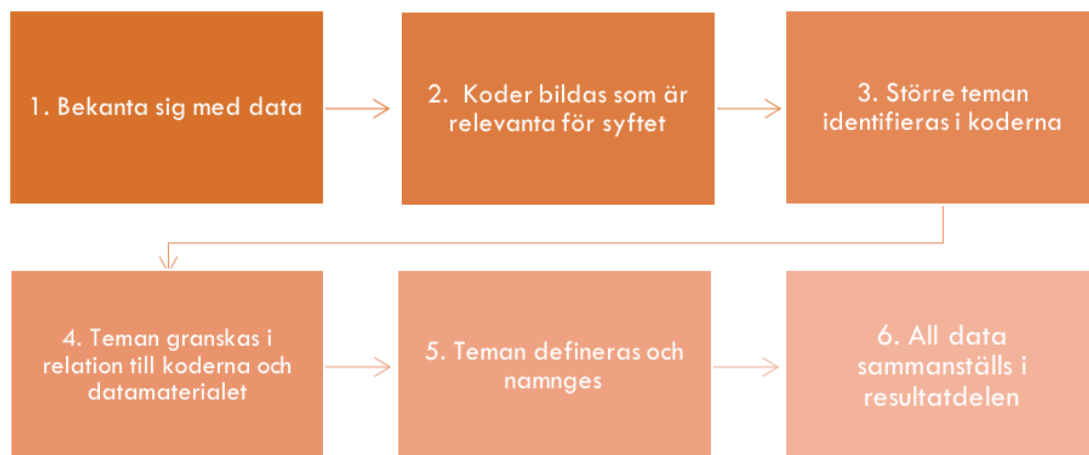 1. Bekanta sig med data
2. Koder bildas som är
relevanta för syftet
3. Större teman
identifieras i koderna
4. Teman granskas i
relation till koderna och
datamaterialet
5. Teman defineras och
namnges
6. All data
sammanställs i
resultatdelen